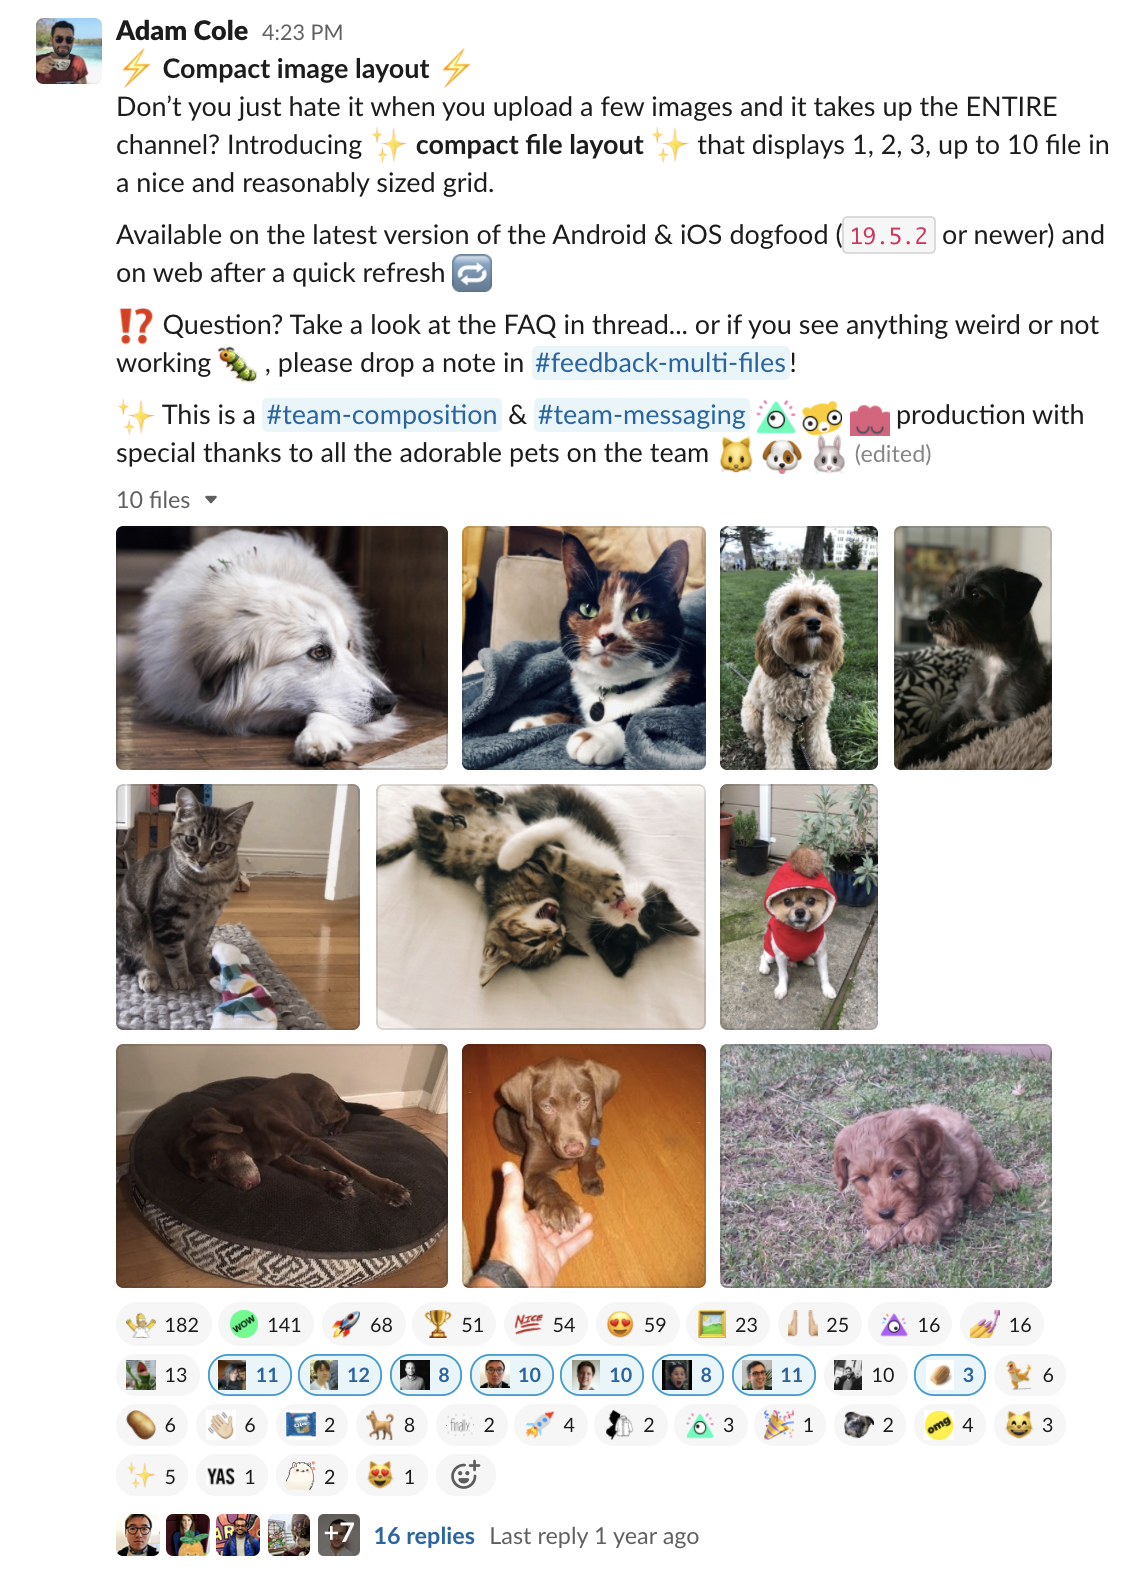 Adam Cole 4:23 PM
⚡ Compact image layout ⚡
Don’t you just hate it when you upload a few images and it takes up the ENTIRE
channel? Introducing ✨ compact file layout ✨ that displays 1, 2, 3, up to 10 file in
a nice and reasonably sized grid.
Available on the latest version of the Android & iOS dogfood (19.5.2 or newer) and
on web after a quick refresh 🔁
⁉️ Question? Take a look at the FAQ in thread... or if you see anything weird or not
working 🐛 , please drop a note in #feedback-multi-files!
✨ This is a #team-composition & #team-messaging production with
special thanks to all the adorable pets on the team 🐱 🐶 🐰 (edited)
10 files
182 WOW 141 68 51 NICE 54 59 23 25 16 16
13 11 12 8 10 10 8 11 10 3 6
6 6 2 8 finally 2 4 2 3 1 2 omg 4 3
5 YAS 1 2 1
+7 16 replies Last reply 1 year ago